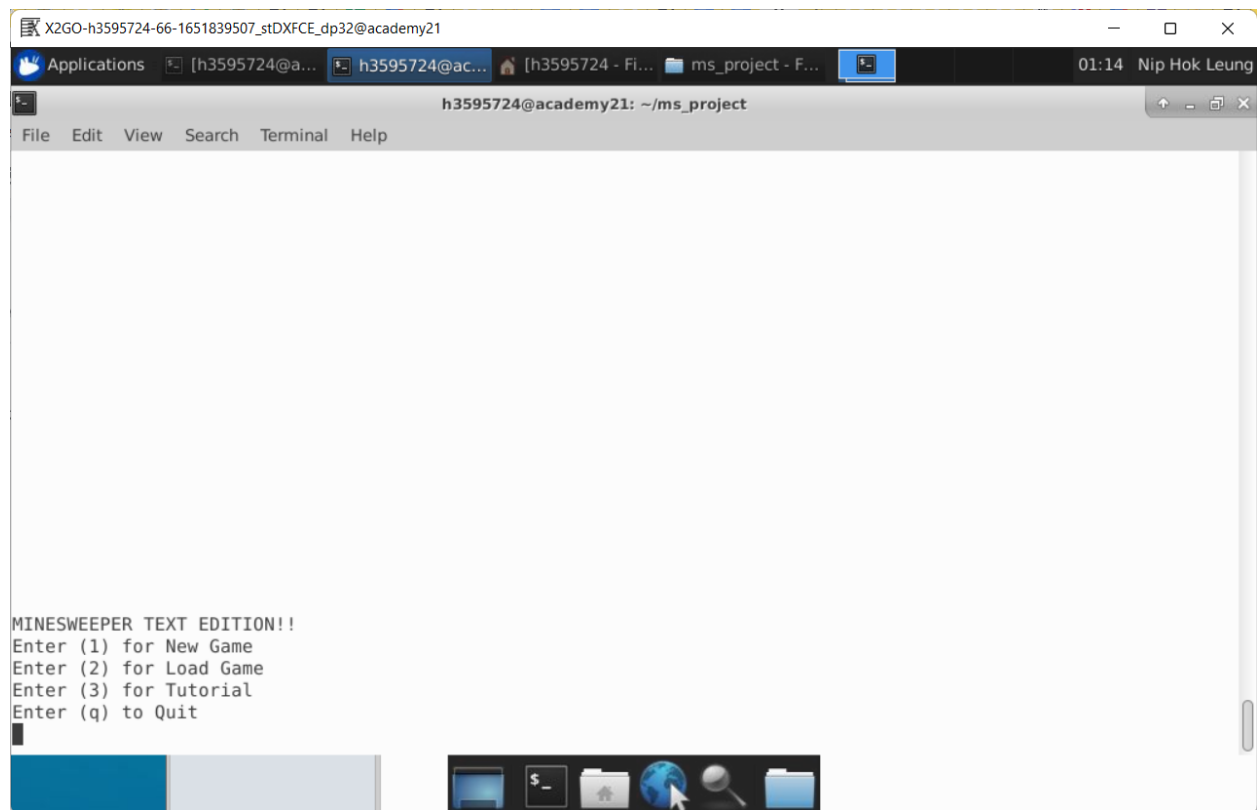 X2GO-h3595724-66-1651839507_stDXFCE_dp32@academy21
Applications [h3595724@a... h3595724@ac... [h3595724 - Fi... ms_project - F... 01:14 Nip Hok Leung
h3595724@academy21: ~/ms_project
File Edit View Search Terminal Help
MINESWEEPER TEXT EDITION!!
Enter (1) for New Game
Enter (2) for Load Game
Enter (3) for Tutorial
Enter (q) to Quit